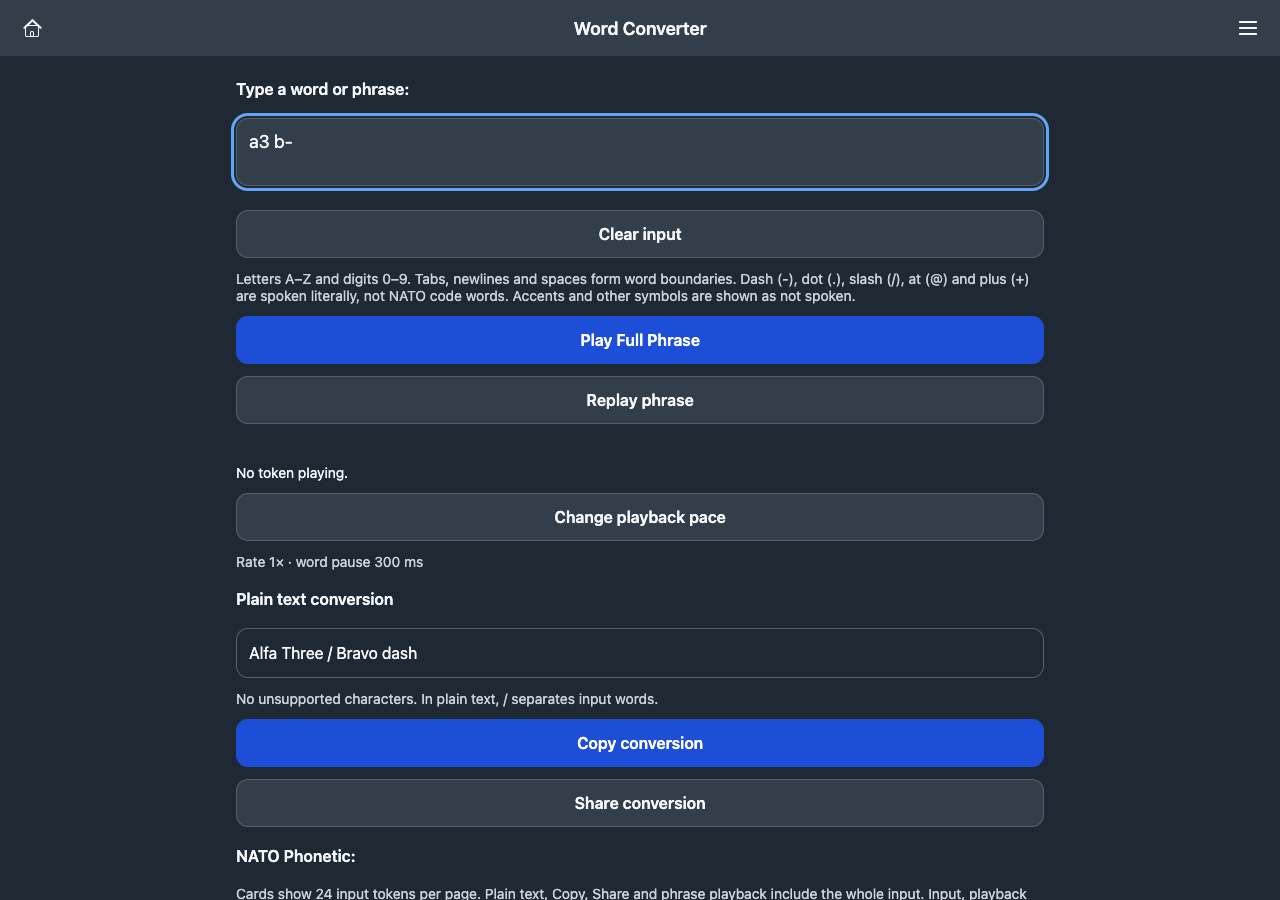 Word Converter
Type a word or phrase:
a3 b-
Clear input
Letters A–Z and digits 0–9. Tabs, newlines and spaces form word boundaries. Dash (-), dot (.), slash (/), at (@) and plus (+)
are spoken literally, not NATO code words. Accents and other symbols are shown as not spoken.
Play Full Phrase
Replay phrase
No token playing.
Change playback pace
Rate 1× · word pause 300 ms
Plain text conversion
Alfa Three / Bravo dash
No unsupported characters. In plain text, / separates input words.
Copy conversion
Share conversion
NATO Phonetic:
Cards show 24 input tokens per page. Plain text, Copy, Share and phrase playback include the whole input. Input, playback